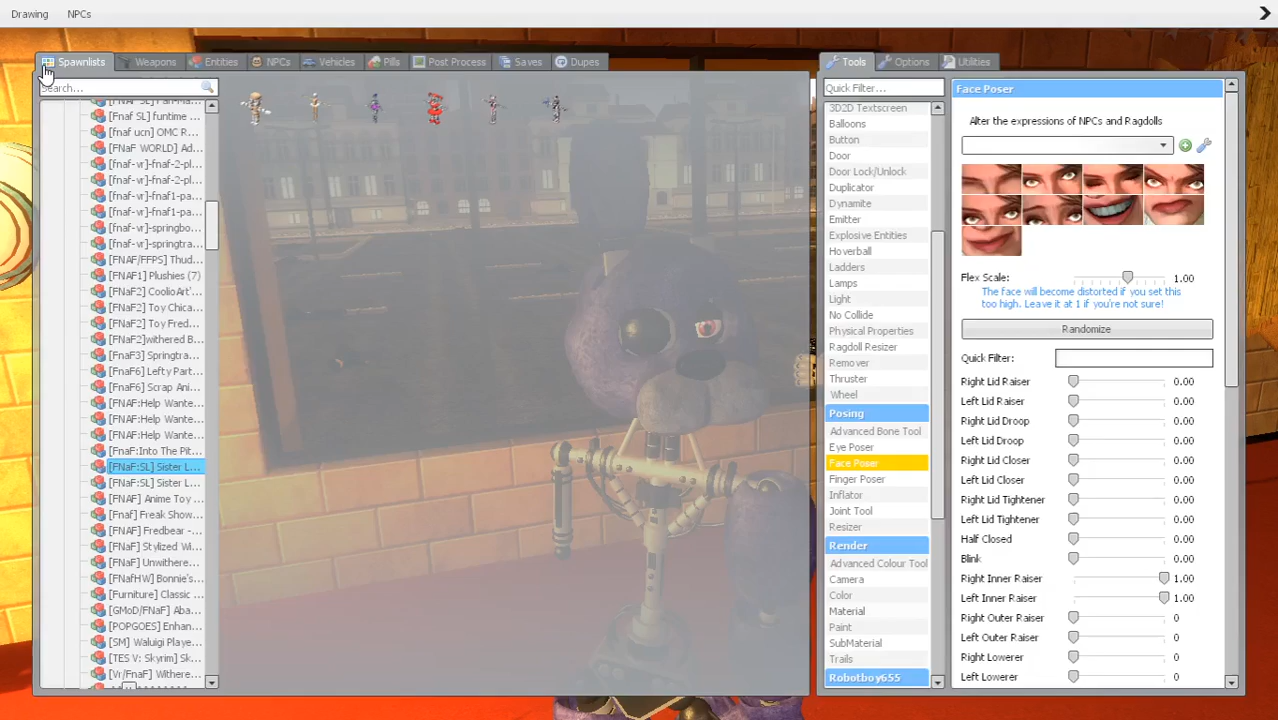 Drawing NPCs
Spawnlists Weapons Entities NPCs Vehicles Pills Post Process Saves Dupes
Search...
[Fnaf SL] funtime ...
[fnaf ucn] OMC R...
[FNaF WORLD] Ad...
[fnaf-vr]-fnaf-2-pl...
[fnaf-vr]-fnaf-2-pl...
[fnaf-vr]-fnaf1-pa...
[fnaf-vr]-fnaf1-pa...
[fnaf-vr]-springbo...
[fnaf-vr]-springtra...
[FNAF/FFPS] Thud...
[FNAF1] Plushies (7)
[FNAF2] CoolioArt'...
[FNAF2] Toy Chica...
[FNAF2] Toy Fred...
[FNAF2]withered B...
[FnaF3] Springtra...
[FnaF6] Lefty Part...
[FnaF6] Scrap Ani...
[FNAF:Help Wante...
[FNAF:Help Wante...
[FNAF:Help Wante...
[FNaF:Into The Pit...
[FNaF:SL] Sister L...
[FNaF:SL] Sister L...
[FNAF] Anime Toy ...
[Fnaf] Freak Show...
[FNAF] Fredbear -...
[FNaF] Stylized Wi...
[FNaF] Unwithere...
[FNaFHW] Bonnie's...
[Furniture] Classic ...
[GMoD/FNaF] Aba...
[POPGOES] Enhan...
[SM] Waluigi Playe...
[TES V: Skyrim] Sk...
[Vr/FnaF] Withere...
Tools Options Utilities
Quick Filter...
3D2D Textscreen
Balloons
Button
Door
Door Lock/Unlock
Duplicator
Dynamite
Emitter
Explosive Entities
Hoverball
Ladders
Lamps
Light
No Collide
Physical Properties
Ragdoll Resizer
Remover
Thruster
Wheel
Posing
Advanced Bone Tool
Eye Poser
Face Poser
Finger Poser
Inflator
Joint Tool
Resizer
Render
Advanced Colour Tool
Camera
Color
Material
Paint
SubMaterial
Trails
Robotboy655
Face Poser
Alter the expressions of NPCs and Ragdolls
Flex Scale: 1.00
The face will become distorted if you set this
too high. Leave it at 1 if you're not sure!
Randomize
Quick Filter:
Right Lid Raiser 0.00
Left Lid Raiser 0.00
Right Lid Droop 0.00
Left Lid Droop 0.00
Right Lid Closer 0.00
Left Lid Closer 0.00
Right Lid Tightener 0.00
Left Lid Tightener 0.00
Half Closed 0.00
Blink 0.00
Right Inner Raiser 1.00
Left Inner Raiser 1.00
Right Outer Raiser 0
Left Outer Raiser 0
Right Lowerer 0
Left Lowerer 0